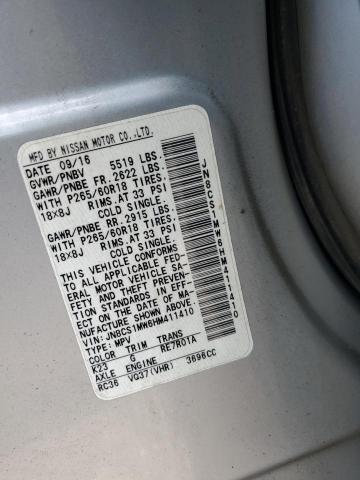 MFD BY NISSAN MOTOR CO.,LTD.
DATE 09/16 5519 LBS.
GVWR/PNBV
GAWR/PNBE FR. 2622 LBS.
WITH P265/60R18 TIRES.
18X8J RIMS.AT 33 PSI
COLD SINGLE.
GAWR/PNBE RR. 2915 LBS.
WITH P265/60R18 TIRES.
18X8J RIMS.AT 33 PSI
COLD SINGLE.
THIS VEHICLE CONFORMS
TO ALL APPLICABLE FED-
ERAL MOTOR VEHICLE SA-
FETY AND THEFT PREVEN-
TION STANDARDS IN EFF-
ECT ON THE DATE OF MA-
NUFACTURE SHOWN ABOVE.
VIN: JN8CS1MW6HM411410
TYPE: MPV
COLOR TRIM TRANS
K23 G RE7R01A
AXLE ENGINE
RC36 VQ37(VHR) 3696CC
JN8CS1MW6HM411410